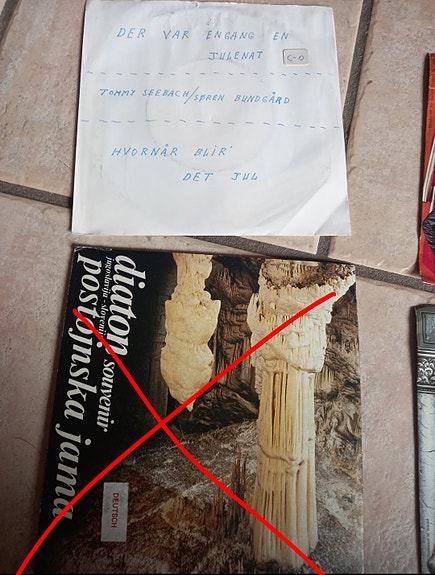 DER VAR ENGANG EN
JULENAT
C-0
TOMMY SEEBACH/SØREN BUNDGÅRD
HVORNÅR BLIR'
DET JUL
diaton souvenir
jugoslavija - slovenija
postojnska jama
DEUTSCH